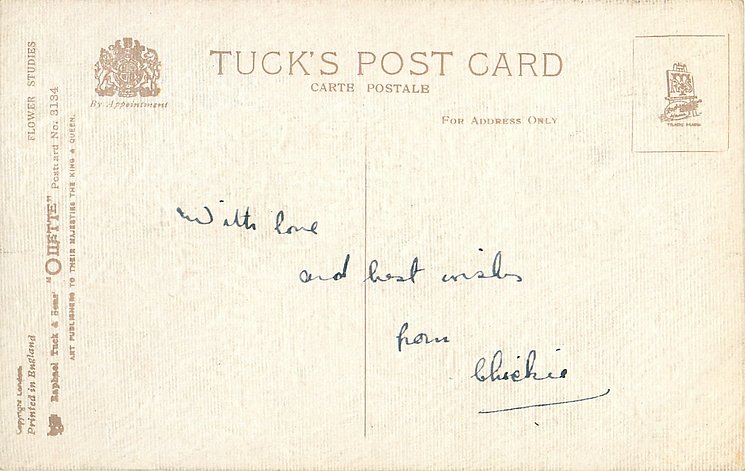 TUCK'S POST CARD
CARTE POSTALE
By Appointment
FOR ADDRESS ONLY
TRADE MARK
FLOWER STUDIES
Raphael Tuck & Sons' "OILETTE" Postcard No. 3134
ART PUBLISHERS TO THEIR MAJESTIES THE KING & QUEEN.
Copyright London.
Printed in England
With love
and best wishes
from
Chickie